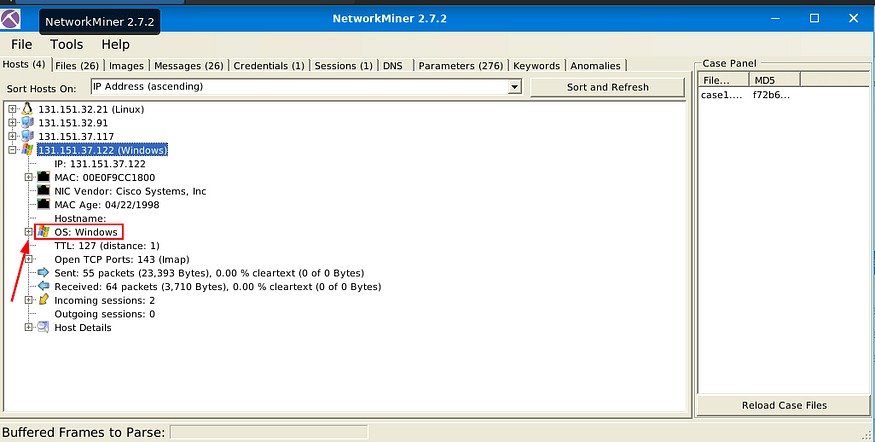 NetworkMiner 2.7.2
NetworkMiner 2.7.2
File Tools Help
Hosts (4) Files (26) Images Messages (26) Credentials (1) Sessions (1) DNS Parameters (276) Keywords Anomalies
Sort Hosts On: IP Address (ascending) Sort and Refresh
131.151.32.21 (Linux)
131.151.32.91
131.151.37.117
131.151.37.122 (Windows)
IP: 131.151.37.122
MAC: 00E0F9CC1800
NIC Vendor: Cisco Systems, Inc
MAC Age: 04/22/1998
Hostname:
OS: Windows
TTL: 127 (distance: 1)
Open TCP Ports: 143 (Imap)
Sent: 55 packets (23,393 Bytes), 0.00 % cleartext (0 of 0 Bytes)
Received: 64 packets (3,710 Bytes), 0.00 % cleartext (0 of 0 Bytes)
Incoming sessions: 2
Outgoing sessions: 0
Host Details
Case Panel
File... MD5
case1.... f72b6...
Reload Case Files
Buffered Frames to Parse: